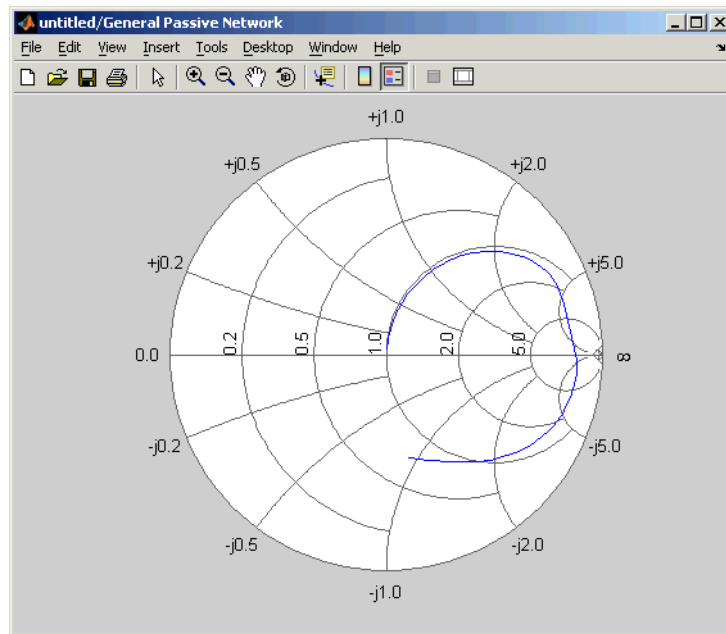 untitled/General Passive Network
File Edit View Insert Tools Desktop Window Help
+j1.0
+j0.5
+j2.0
+j0.2
+j5.0
0.0
0.2
0.5
1.0
2.0
5.0
∞
-j0.2
-j5.0
-j0.5
-j2.0
-j1.0